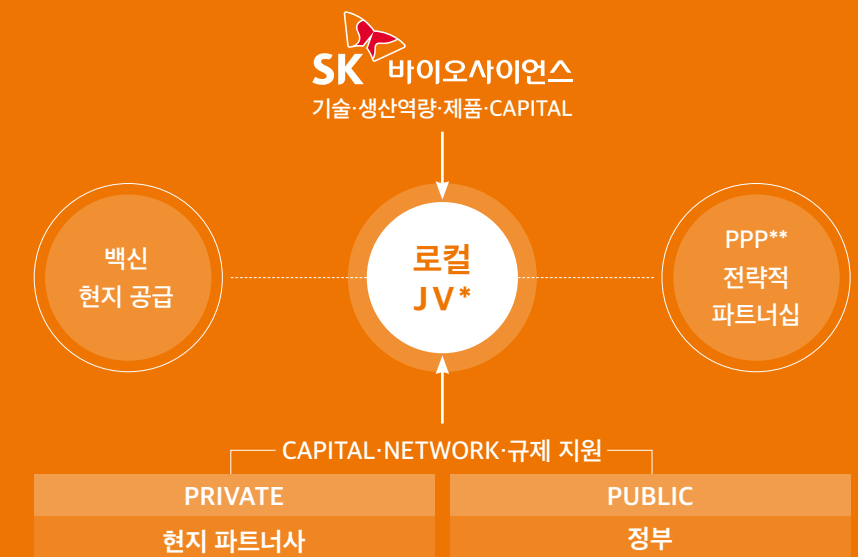 SK 바이오사이언스
기술·생산역량·제품·CAPITAL
백신
현지 공급
로컬
JV*
PPP**
전략적
파트너십
CAPITAL·NETWORK·규제 지원
PRIVATE
PUBLIC
현지 파트너사
정부